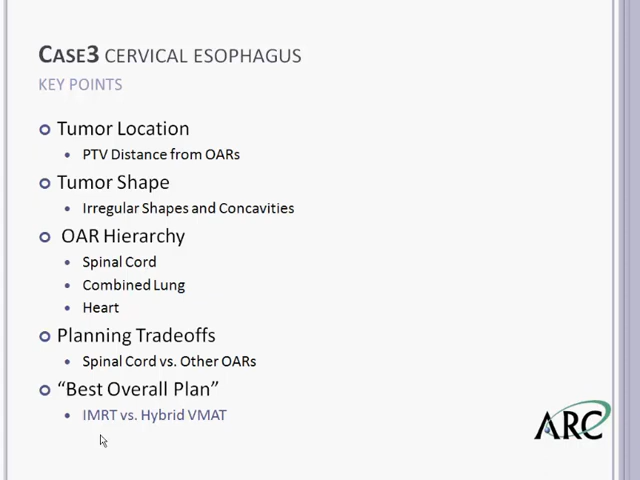 CASE3 CERVICAL ESOPHAGUS
KEY POINTS
Tumor Location
PTV Distance from OARs
Tumor Shape
Irregular Shapes and Concavities
OAR Hierarchy
Spinal Cord
Combined Lung
Heart
Planning Tradeoffs
Spinal Cord vs. Other OARs
“Best Overall Plan”
IMRT vs. Hybrid VMAT
ARC